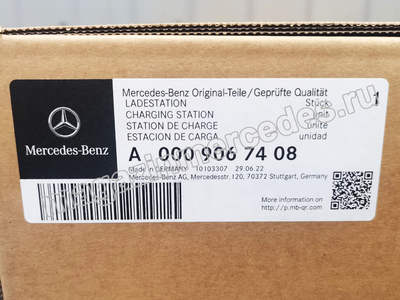 Mercedes-Benz Original-Teile/Geprüfte Qualität
LADESTATION Stück 1
CHARGING STATION unit
STATION DE CHARGE unité
ESTACION DE CARGA unidad
Mercedes-Benz
A 000 906 74 08
Made in GERMANY 10103307 29.06.22
Mercedes-Benz AG, Mercedesstr.120, 70372 Stuttgart, Germany
More information on
http://p.mb-qr.com